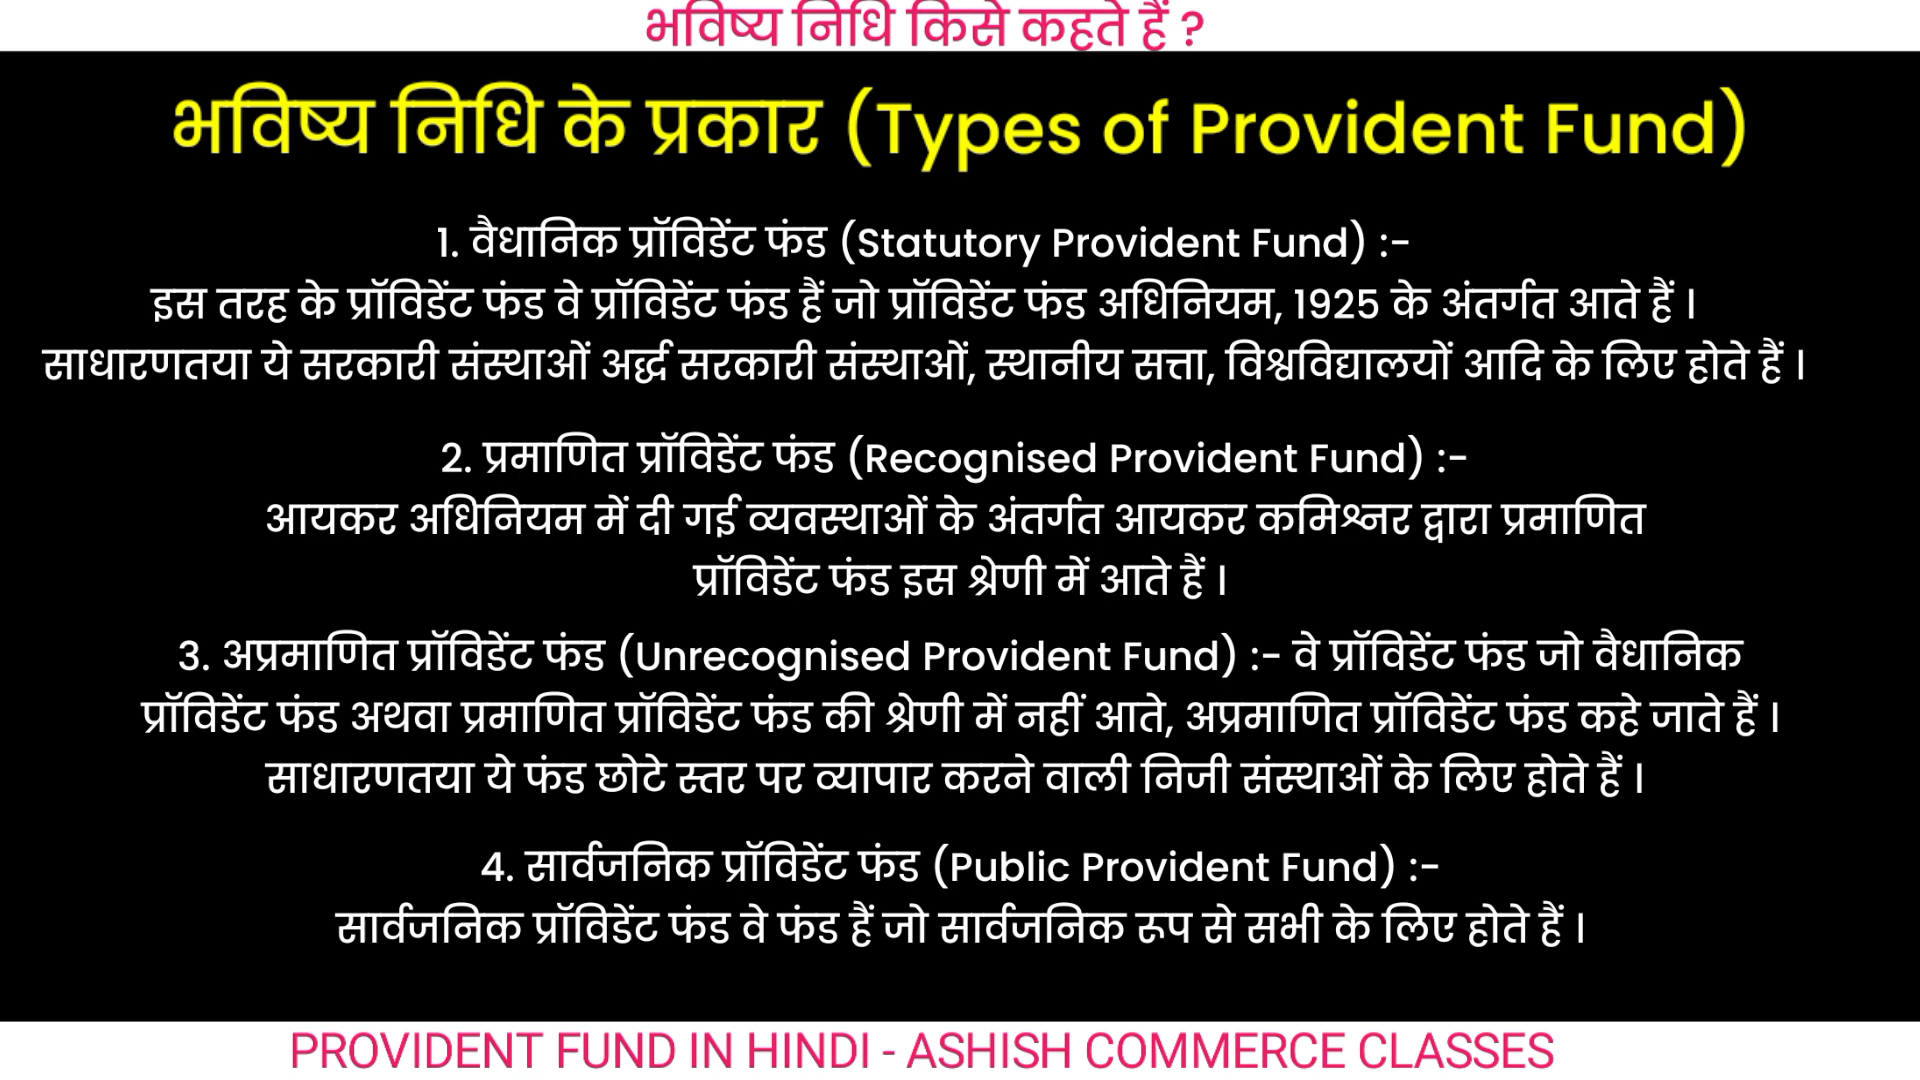 भविष्य निधि किसे कहते हैं ?
भविष्य निधि के प्रकार (Types of Provident Fund)
1. वैधानिक प्रॉविडेंट फंड (Statutory Provident Fund) :-
इस तरह के प्रॉविडेंट फंड वे प्रॉविडेंट फंड हैं जो प्रॉविडेंट फंड अधिनियम, 1925 के अंतर्गत आते हैं ।
साधारणतया ये सरकारी संस्थाओं अर्द्ध सरकारी संस्थाओं, स्थानीय सत्ता, विश्वविद्यालयों आदि के लिए होते हैं ।
2. प्रमाणित प्रॉविडेंट फंड (Recognised Provident Fund) :-
आयकर अधिनियम में दी गई व्यवस्थाओं के अंतर्गत आयकर कमिश्नर द्वारा प्रमाणित
प्रॉविडेंट फंड इस श्रेणी में आते हैं ।
3. अप्रमाणित प्रॉविडेंट फंड (Unrecognised Provident Fund) :- वे प्रॉविडेंट फंड जो वैधानिक
प्रॉविडेंट फंड अथवा प्रमाणित प्रॉविडेंट फंड की श्रेणी में नहीं आते, अप्रमाणित प्रॉविडेंट फंड कहे जाते हैं ।
साधारणतया ये फंड छोटे स्तर पर व्यापार करने वाली निजी संस्थाओं के लिए होते हैं ।
4. सार्वजनिक प्रॉविडेंट फंड (Public Provident Fund) :-
सार्वजनिक प्रॉविडेंट फंड वे फंड हैं जो सार्वजनिक रूप से सभी के लिए होते हैं ।
PROVIDENT FUND IN HINDI - ASHISH COMMERCE CLASSES